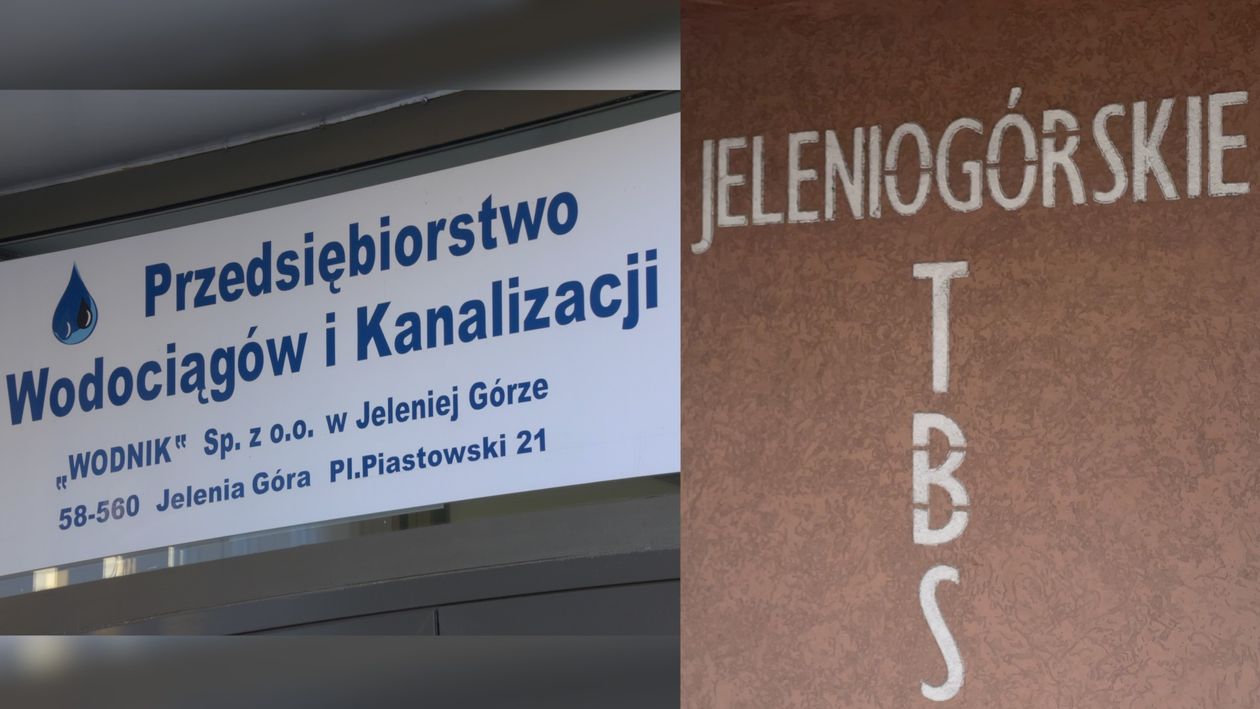 Przedsiębiorstwo
Wodociągów i Kanalizacji
„WODNIK" Sp. z o.o. w Jeleniej Górze
58-560 Jelenia Góra Pl.Piastowski 21
JELENIOGÓRSKIE
T
B
S